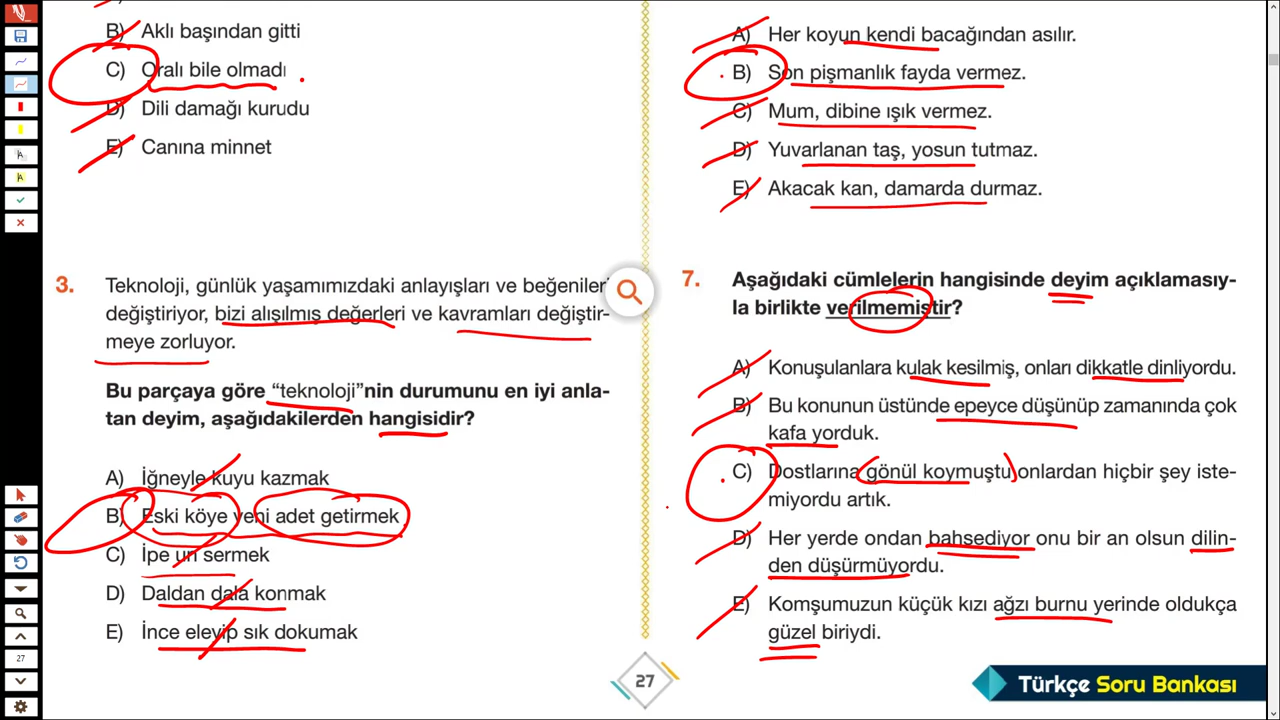 B) Aklı başından gitti
C) Oralı bile olmadı
D) Dili damağı kurudu
E) Canına minnet
3. Teknoloji, günlük yaşamımızdaki anlayışları ve beğenileri
değiştiriyor, bizi alışılmış değerleri ve kavramları değiştir-
meye zorluyor.
Bu parçaya göre “teknoloji”nin durumunu en iyi anla-
tan deyim, aşağıdakilerden hangisidir?
A) İğneyle kuyu kazmak
B) Eski köye yeni adet getirmek
C) İpe un sermek
D) Daldan dala konmak
E) İnce eleyip sık dokumak
A) Her koyun kendi bacağından asılır.
B) Son pişmanlık fayda vermez.
C) Mum, dibine ışık vermez.
D) Yuvarlanan taş, yosun tutmaz.
E) Akacak kan, damarda durmaz.
7. Aşağıdaki cümlelerin hangisinde deyim açıklamasıy-
la birlikte verilmemiştir?
A) Konuşulanlara kulak kesilmiş, onları dikkatle dinliyordu.
B) Bu konunun üstünde epeyce düşünüp zamanında çok
kafa yorduk.
C) Dostlarına gönül koymuştu onlardan hiçbir şey iste-
miyordu artık.
D) Her yerde ondan bahsediyor onu bir an olsun dilin-
den düşürmüyordu.
E) Komşumuzun küçük kızı ağzı burnu yerinde oldukça
güzel biriydi.
27
Türkçe Soru Bankası
27